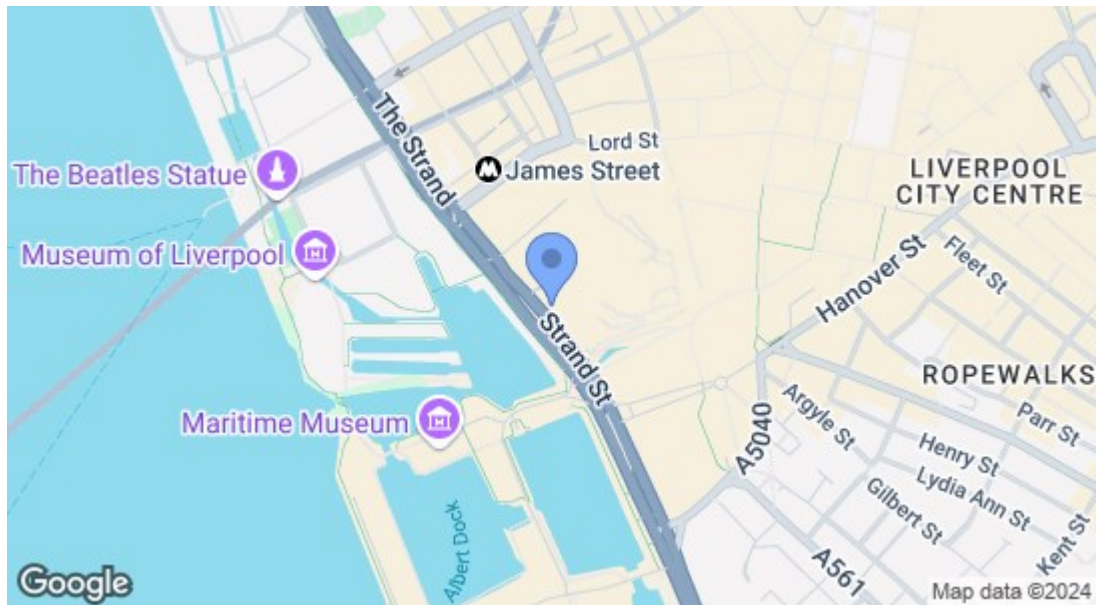 The Strand
Lord St
James Street
The Beatles Statue
LIVERPOOL
CITY CENTRE
Museum of Liverpool
Fleet St
Hanover St
Strand St
ROPEWALKS
Maritime Museum
Argyle St
Parr St
A5040
Henry St
Lydia Ann St
Gilbert St
Kent St
Albert Dock
A561
Google
Map data ©2024